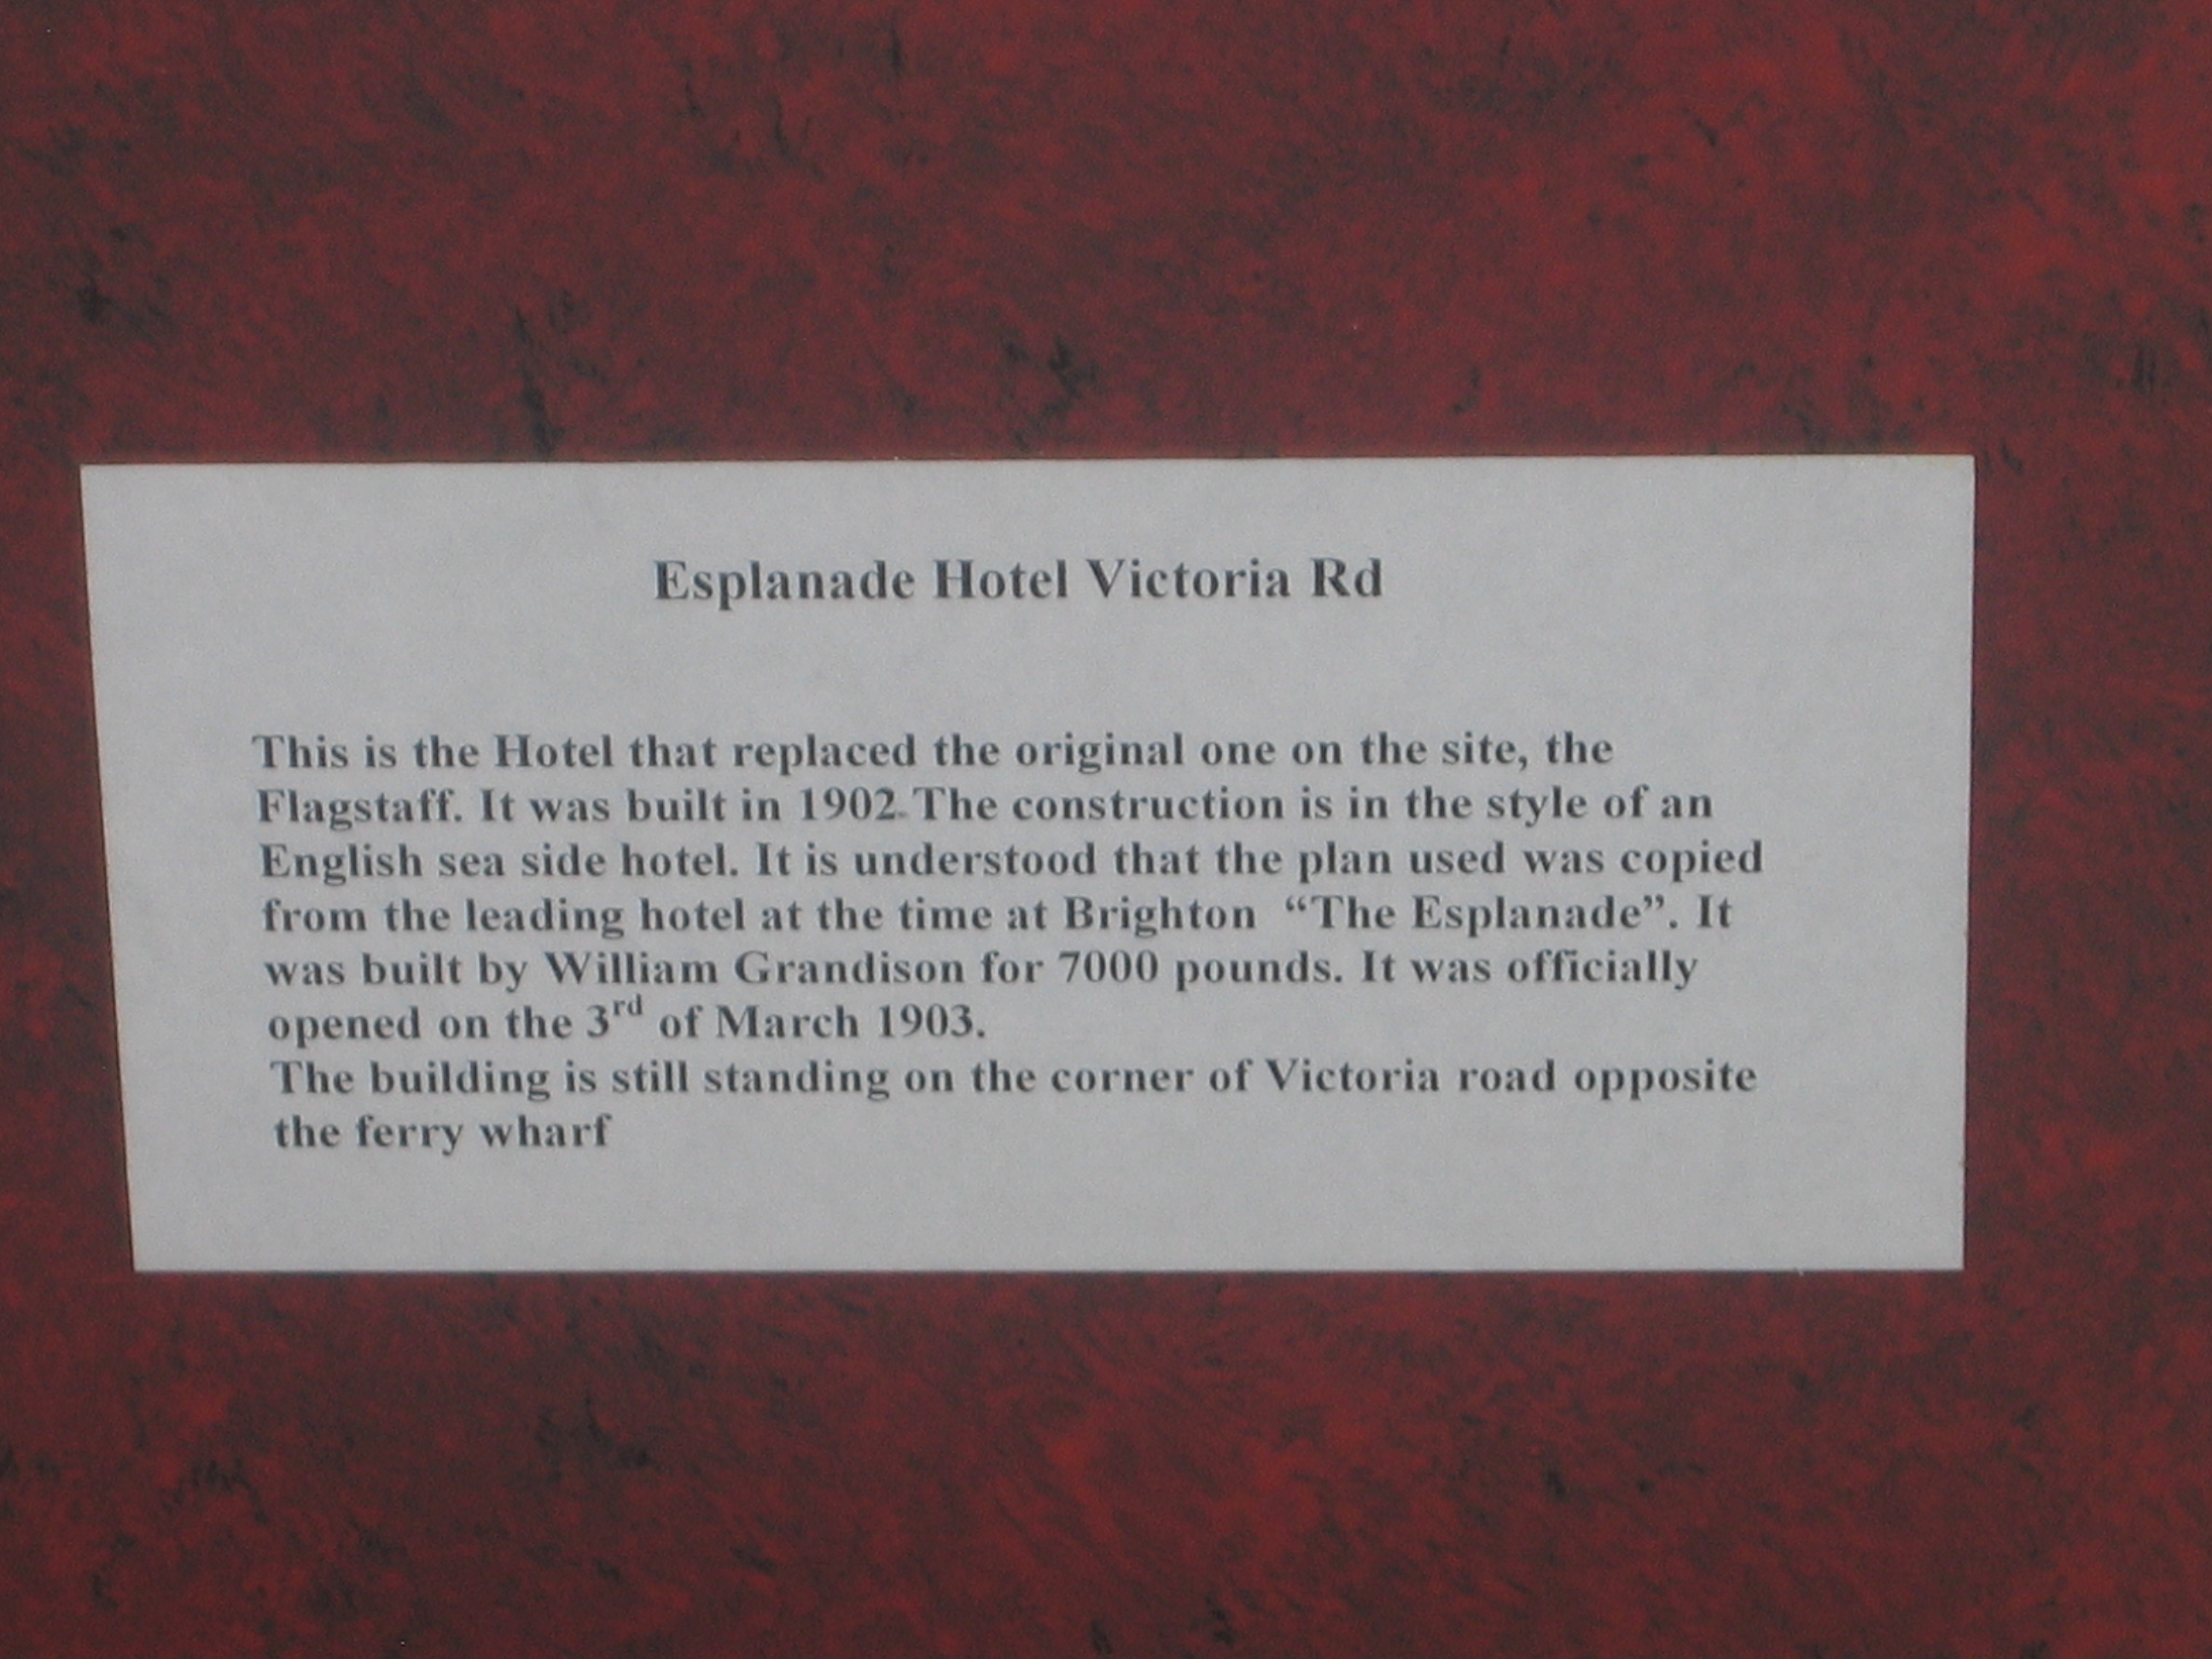 Esplanade Hotel Victoria Rd
This is the Hotel that replaced the original one on the site, the
Flagstaff. It was built in 1902. The construction is in the style of an
English sea side hotel. It is understood that the plan used was copied
from the leading hotel at the time at Brighton “The Esplanade”. It
was built by William Grandison for 7000 pounds. It was officially
opened on the 3rd of March 1903.
The building is still standing on the corner of Victoria road opposite
the ferry wharf